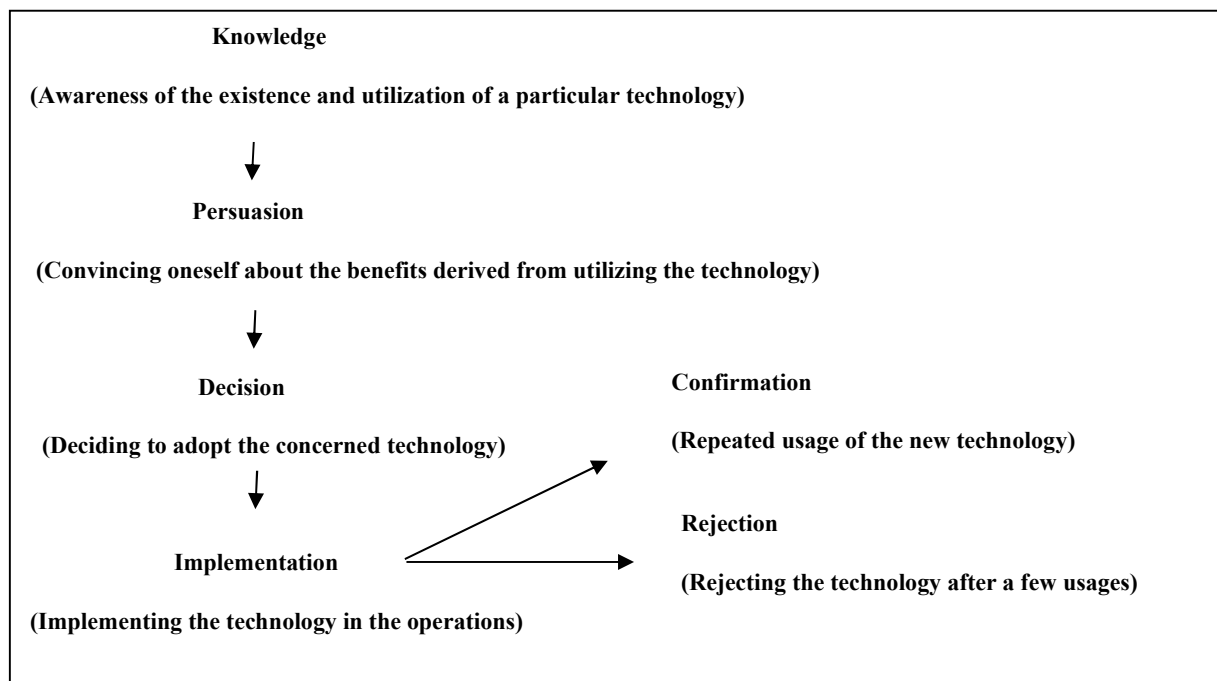 Knowledge
(Awareness of the existence and utilization of a particular technology)
Persuasion
(Convincing oneself about the benefits derived from utilizing the technology)
Decision
(Deciding to adopt the concerned technology)
Implementation
(Implementing the technology in the operations)
Confirmation
(Repeated usage of the new technology)
Rejection
(Rejecting the technology after a few usages)